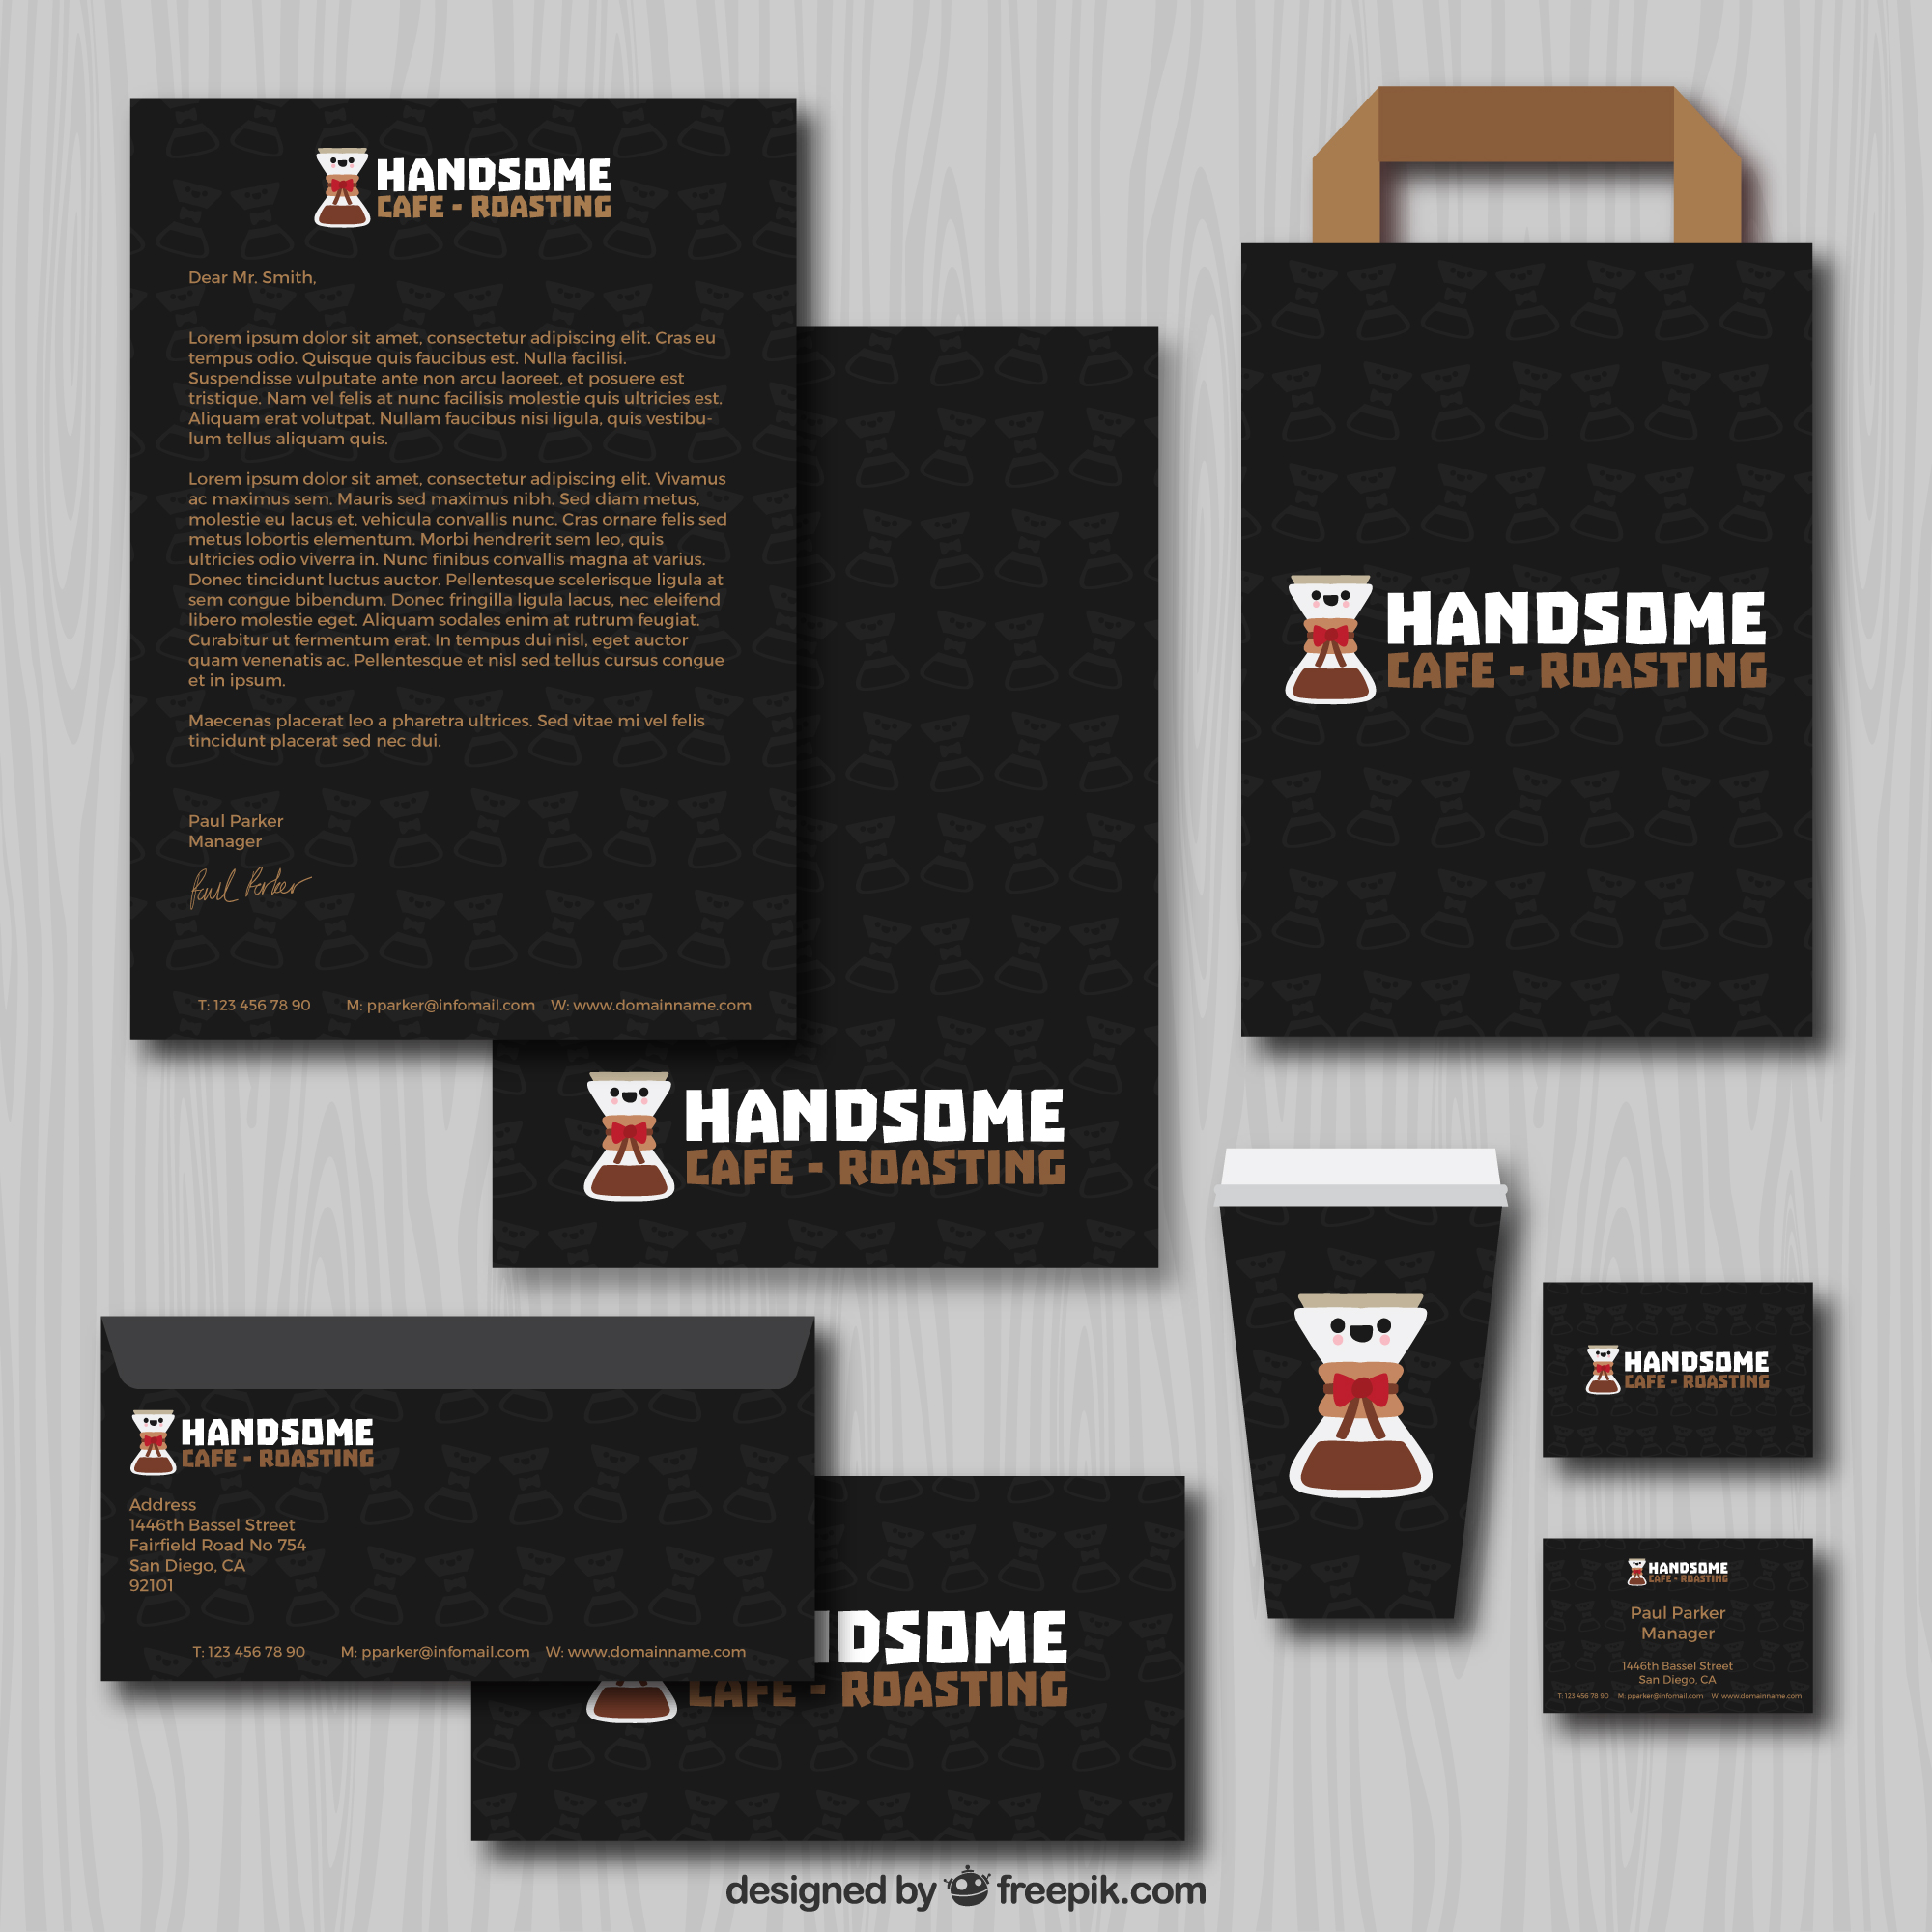 HANDSOME
CAFE - ROASTING
Dear Mr. Smith,
Lorem ipsum dolor sit amet, consectetur adipiscing elit. Cras eu
tempus odio. Quisque quis faucibus est. Nulla facilisi.
Suspendisse vulputate ante non arcu laoreet, et posuere est
tristique. Nam vel felis at nunc facilisis molestie quis ultricies est.
Aliquam erat volutpat. Nullam faucibus nisi ligula, quis vestibu-
lum tellus aliquam quis.
Lorem ipsum dolor sit amet, consectetur adipiscing elit. Vivamus
ac maximus sem. Mauris sed maximus nibh. Sed diam metus,
molestie eu lacus et, vehicula convallis nunc. Cras ornare felis sed
metus lobortis elementum. Morbi hendrerit sem leo, quis
ultricies odio viverra in. Nunc finibus convallis magna at varius.
Donec tincidunt luctus auctor. Pellentesque scelerisque ligula at
sem congue bibendum. Donec fringilla ligula lacus, nec eleifend
libero molestie eget. Aliquam sodales enim at rutrum feugiat.
Curabitur ut fermentum erat. In tempus dui nisl, eget auctor
quam venenatis ac. Pellentesque et nisl sed tellus cursus congue
et in ipsum.
Maecenas placerat leo a pharetra ultrices. Sed vitae mi vel felis
tincidunt placerat sed nec dui.
Paul Parker
Manager
Paul Parker
T: 123 456 78 90 M: pparker@infomail.com W: www.domainname.com
HANDSOME
CAFE - ROASTING
HANDSOME
CAFE - ROASTING
HANDSOME
CAFE - ROASTING
Address
1446th Bassel Street
Fairfield Road No 754
San Diego, CA
92101
T: 123 456 78 90 M: pparker@infomail.com W: www.domainname.com
DSOME
CAFE - ROASTING
HANDSOME
CAFE - ROASTING
HANDSOME
CAFE - ROASTING
Paul Parker
Manager
1446th Bassel Street
San Diego, CA
T: 123 456 78 90 M: pparker@infomail.com W: www.domainname.com
designed by freepik.com